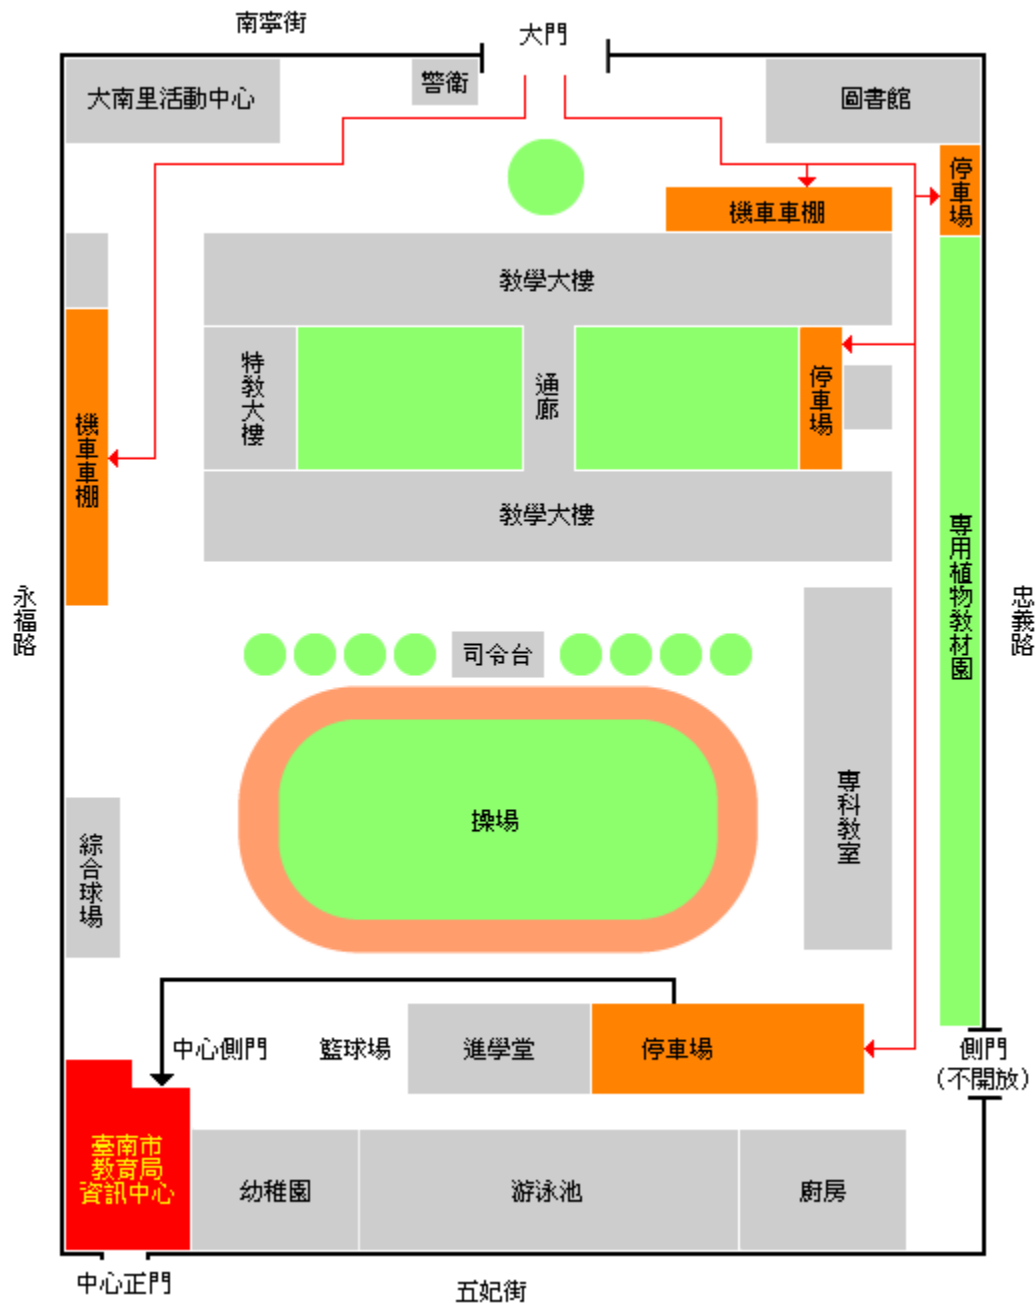 南寧街
大門
大南里活動中心
警衛
圖書館
停車場
機車車棚
教學大樓
特教大樓
通廊
停車場
機車車棚
教學大樓
專用植物教材園
永福路
忠義路
司令台
操場
專科教室
綜合球場
中心側門
籃球場
進學堂
停車場
側門
(不開放)
臺南市
教育局
資訊中心
幼稚園
游泳池
廚房
中心正門
五妃街